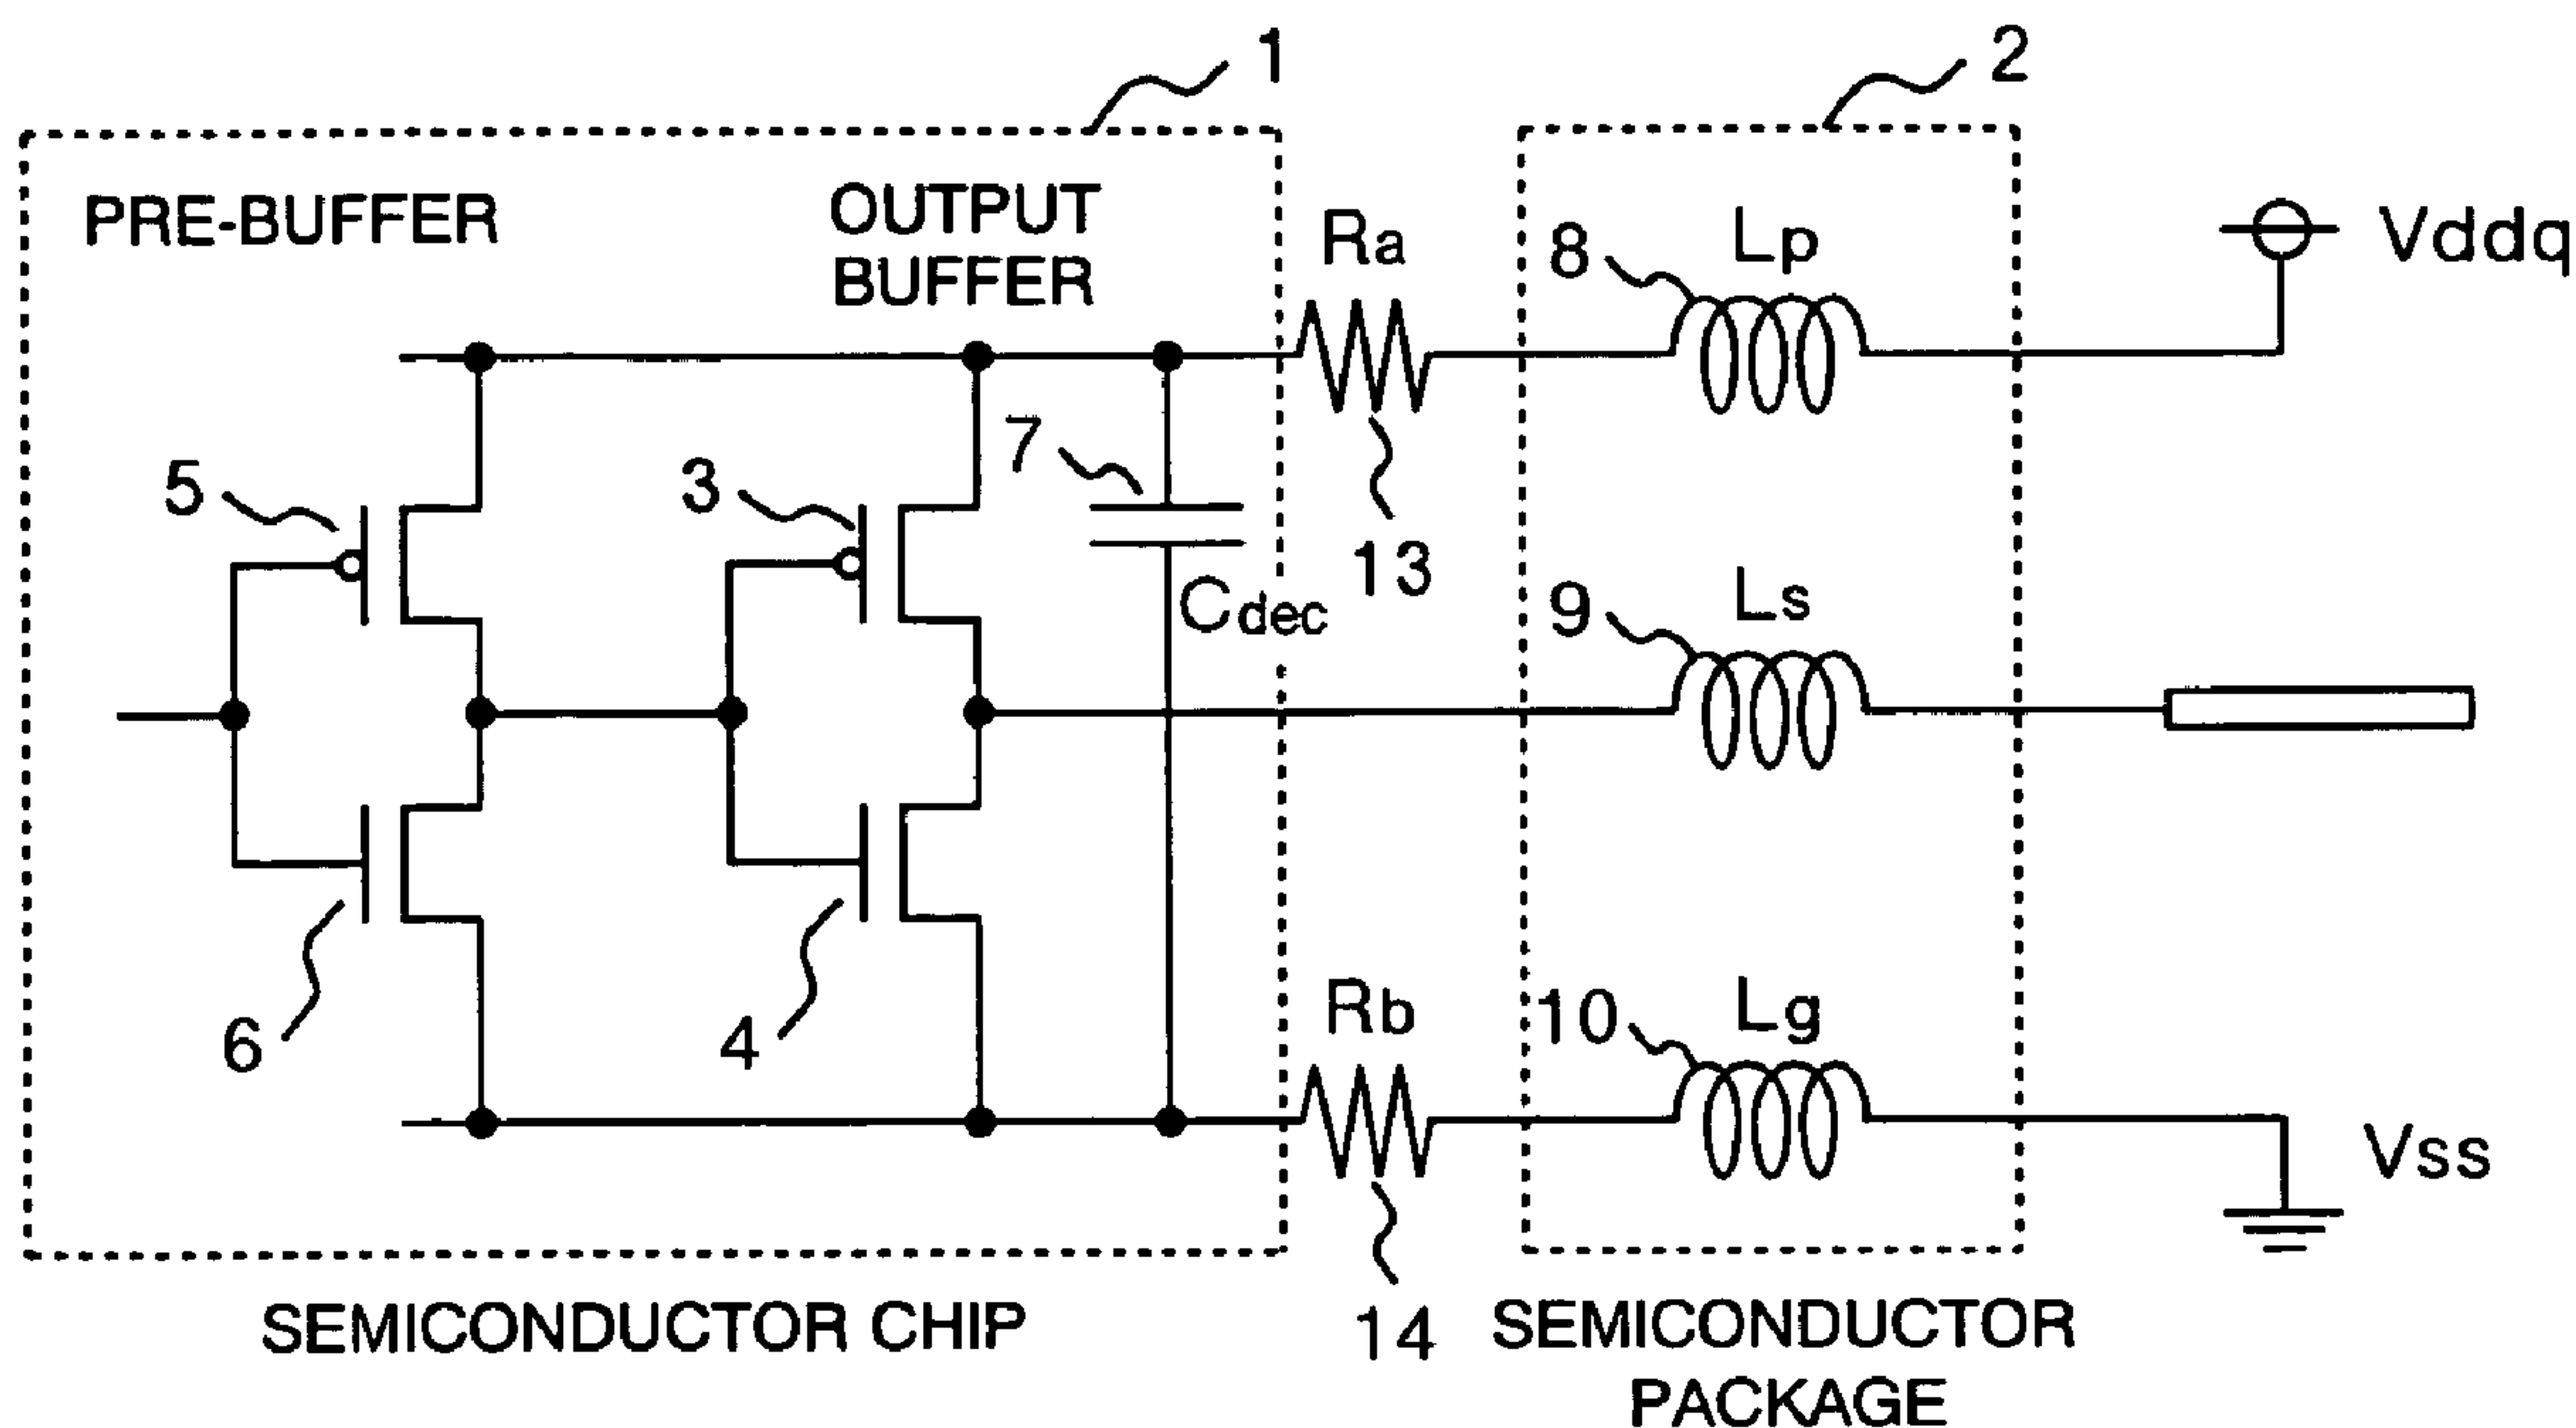 1
2
PRE-BUFFER
OUTPUT
BUFFER
Ra
8
Lp
Vddq
5
3
7
13
Cdec
9
Ls
6
4
Rb
10
Lg
Vss
14
SEMICONDUCTOR CHIP
SEMICONDUCTOR
PACKAGE